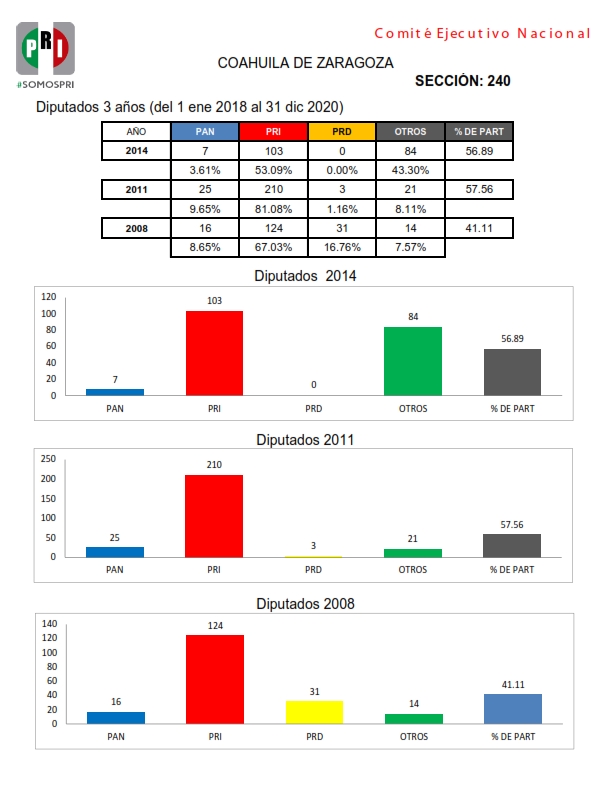 PRI
#SOMOSPRI
Comité Ejecutivo Nacional
COAHUILA DE ZARAGOZA
SECCIÓN: 240
Diputados 3 años (del 1 ene 2018 al 31 dic 2020)
AÑO PAN PRI PRD OTROS % DE PART
2014 7 103 0 84 56.89
3.61% 53.09% 0.00% 43.30%
2011 25 210 3 21 57.56
9.65% 81.08% 1.16% 8.11%
2008 16 124 31 14 41.11
8.65% 67.03% 16.76% 7.57%
Diputados 2014
120
100
80
60
40
20
0
7 103 0 84 56.89
PAN PRI PRD OTROS % DE PART
Diputados 2011
250
200
150
100
50
0
25 210 3 21 57.56
PAN PRI PRD OTROS % DE PART
Diputados 2008
140
120
100
80
60
40
20
0
16 124 31 14 41.11
PAN PRI PRD OTROS % DE PART